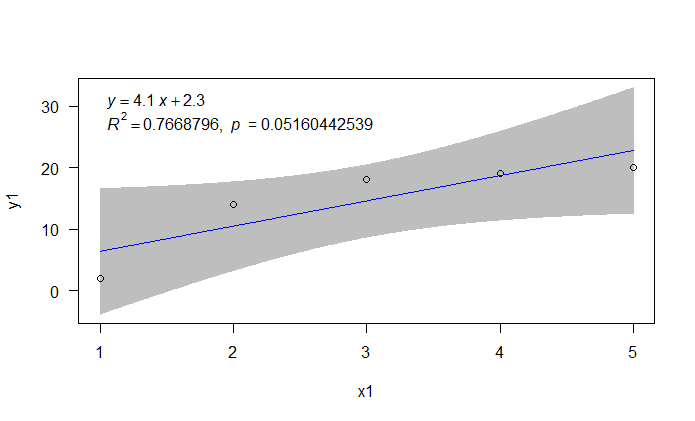 y = 4.1 x + 2.3
R² = 0.7668796, p = 0.05160442539
30
20
10
0
y1
1 2 3 4 5
x1